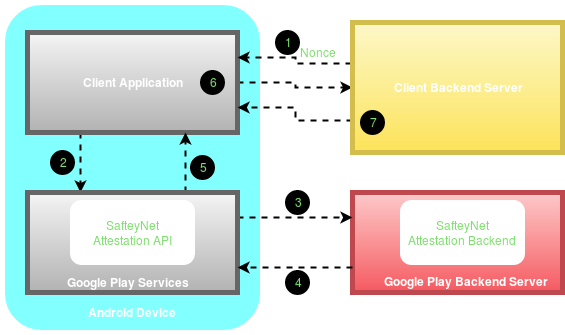 1
Nonce
Client Application
6
Client Backend Server
7
2
5
3
SafteyNet
Attestation API
SafteyNet
Attestation Backend
4
Google Play Services
Google Play Backend Server
Android Device